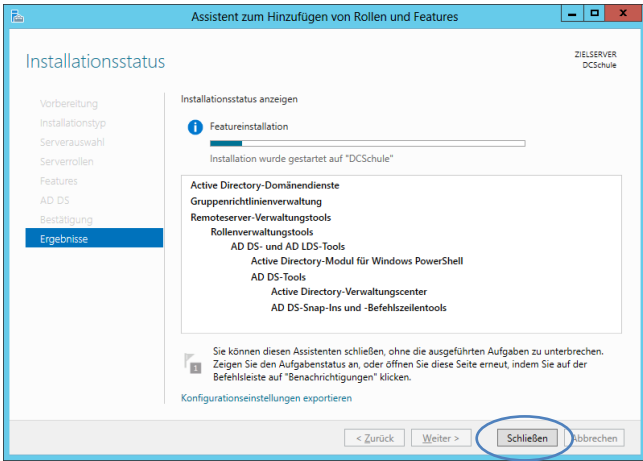 Assistent zum Hinzufügen von Rollen und Features
Installationsstatus
ZIELSERVER
DCSchule
Vorbereitung
Installationstyp
Serverauswahl
Serverrollen
Features
AD DS
Bestätigung
Ergebnisse
Installationsstatus anzeigen
Featureinstallation
Installation wurde gestartet auf "DCSchule"
Active Directory-Domänendienste
Gruppenrichtlinienverwaltung
Remoteserver-Verwaltungstools
Rollenverwaltungstools
AD DS- und AD LDS-Tools
Active Directory-Modul für Windows PowerShell
AD DS-Tools
Active Directory-Verwaltungscenter
AD DS-Snap-Ins und -Befehlszeilentools
1
Sie können diesen Assistenten schließen, ohne die ausgeführten Aufgaben zu unterbrechen.
Zeigen Sie den Aufgabenstatus an, oder öffnen Sie diese Seite erneut, indem Sie auf der
Befehlsleiste auf "Benachrichtigungen" klicken.
Konfigurationseinstellungen exportieren
< Zurück Weiter > Schließen Abbrechen